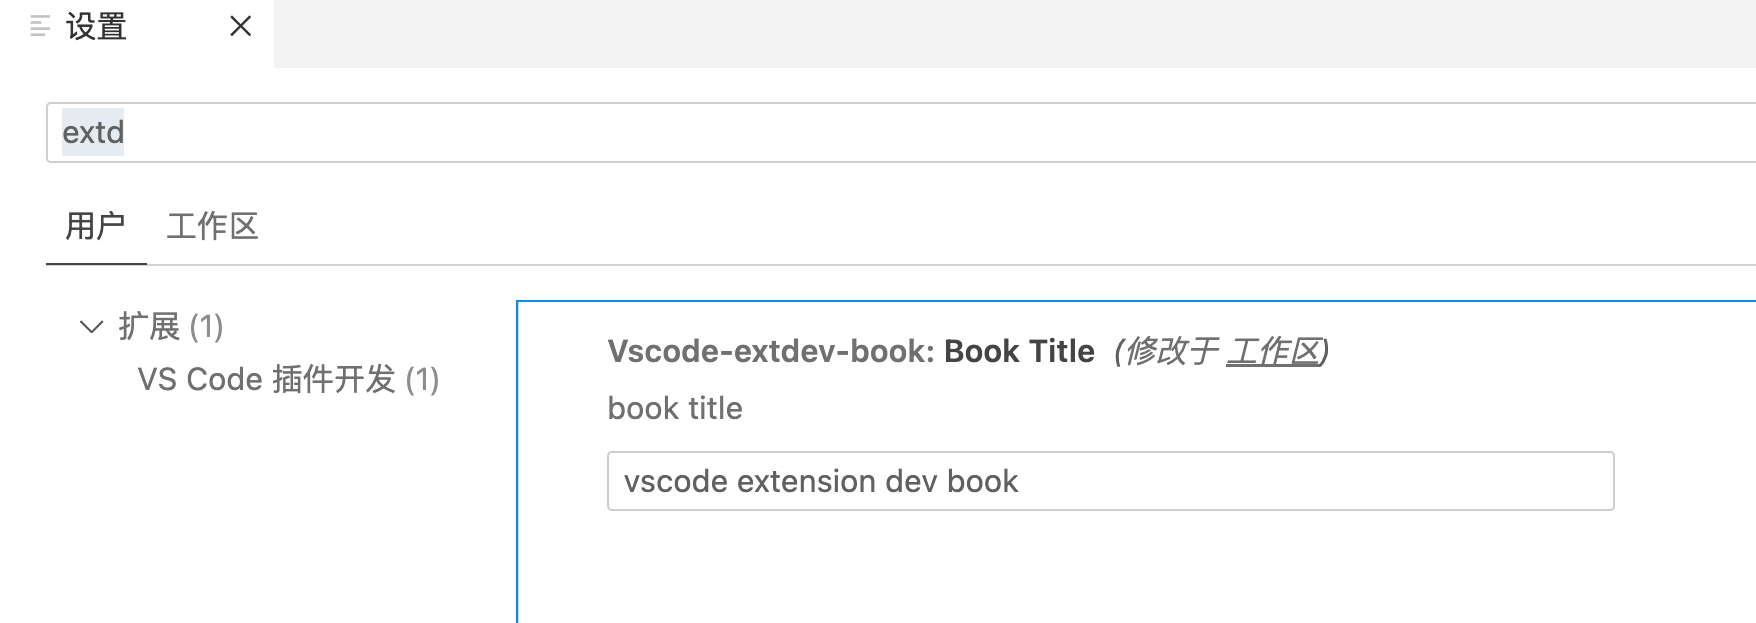 设置
extd
用户 工作区
扩展 (1)
VS Code 插件开发 (1)
Vscode-extdev-book: Book Title (修改于 工作区)
book title
vscode extension dev book